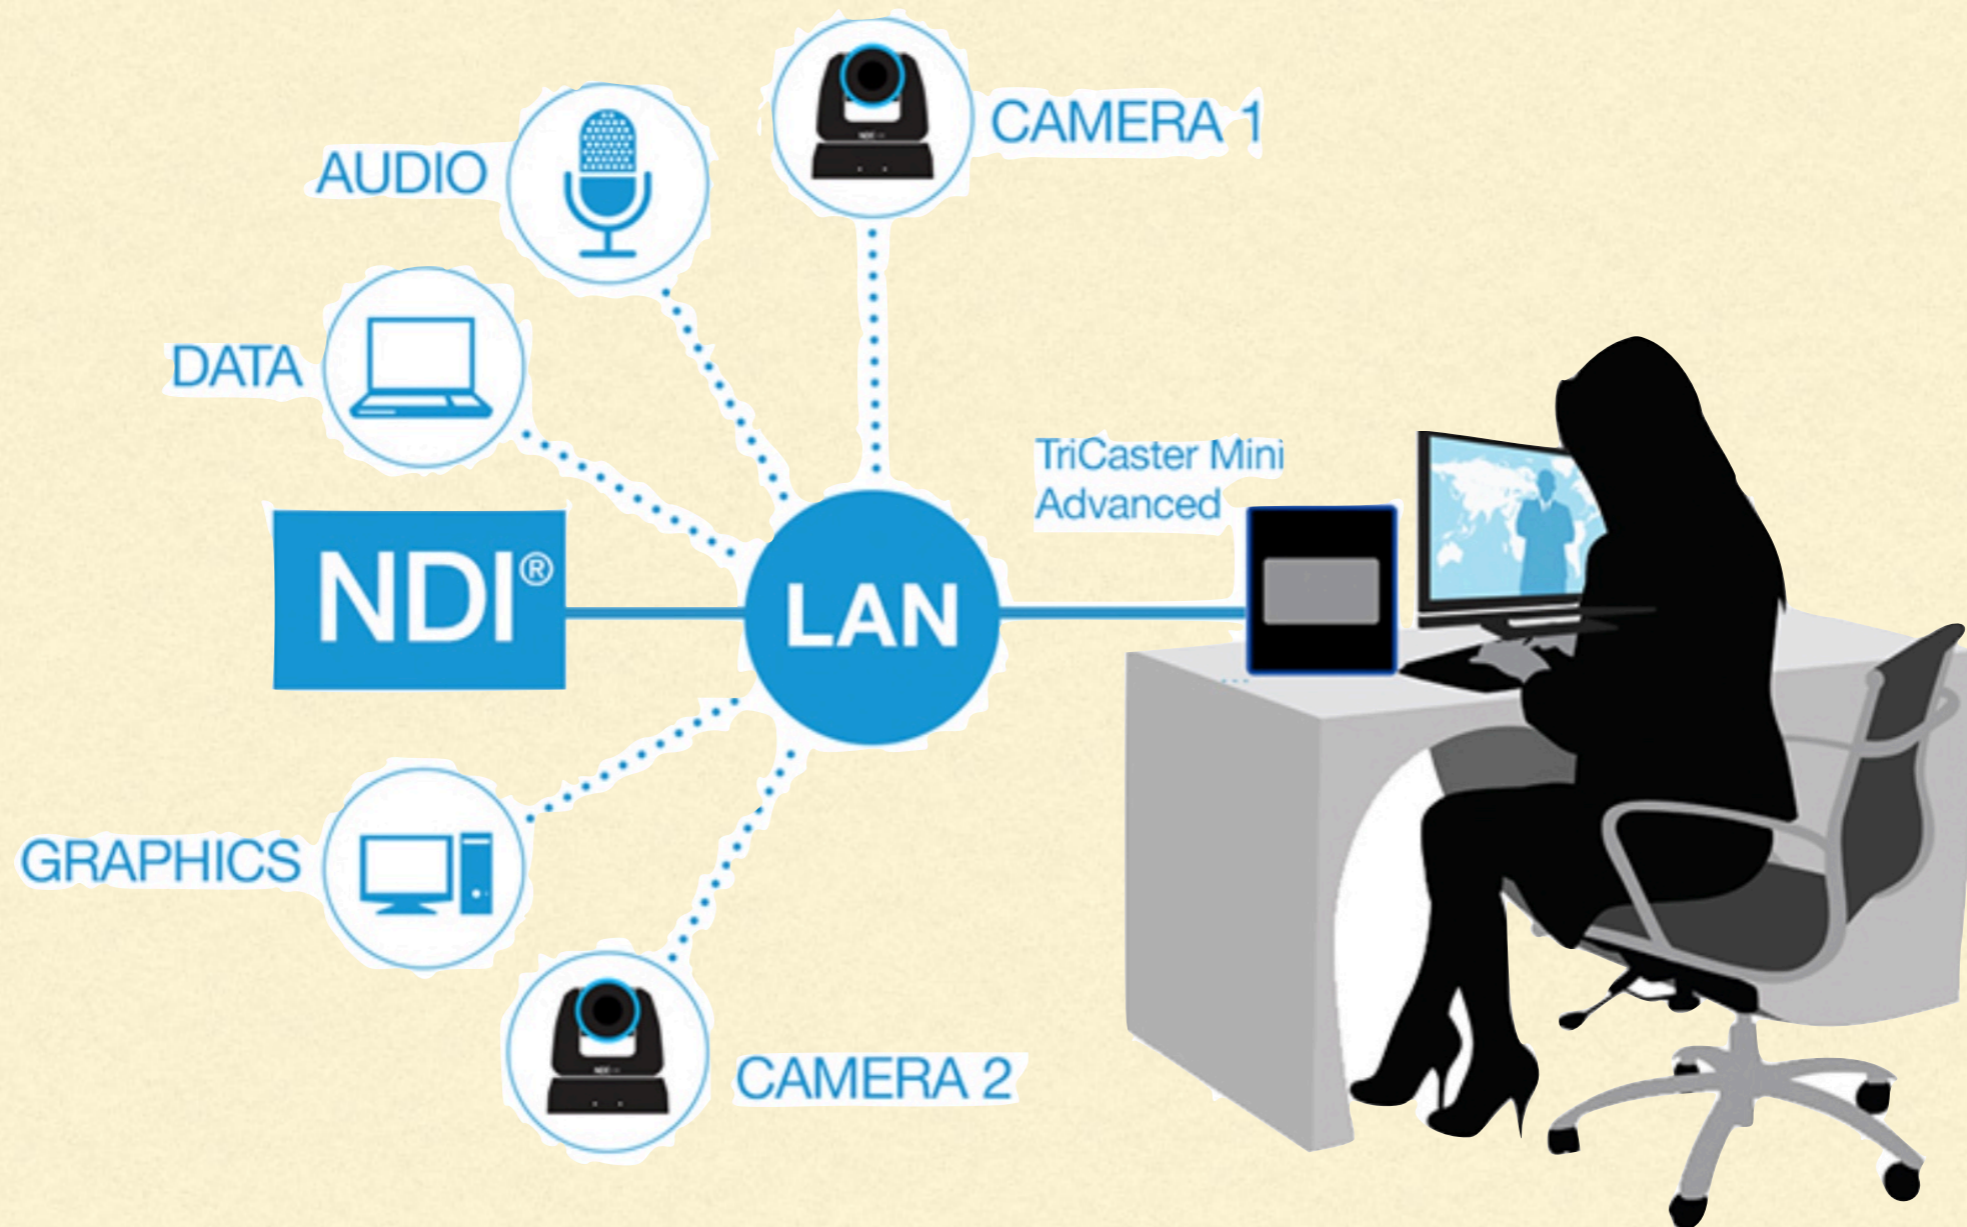 CAMERA 1
AUDIO
DATA
TriCaster Mini
Advanced
NDI®
LAN
GRAPHICS
CAMERA 2